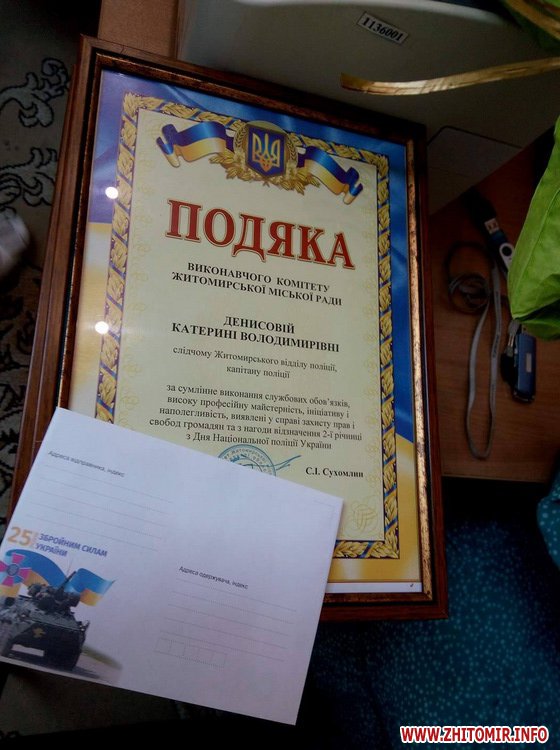 1136001
ПОДЯКА
ВИКОНАВЧОГО КОМІТЕТУ
ЖИТОМИРСЬКОЇ МІСЬКОЇ РАДИ
ДЕНИСОВІЙ
КАТЕРИНІ ВОЛОДИМИРІВНІ
слідчому Житомирського відділу поліції,
капітану поліції
за сумлінне виконання службових обов'язків,
високу професійну майстерність, ініціативу і
наполегливість, виявлені у справі захисту прав і
свобод громадян та з нагоди відзначення 2-ї річниці
з Дня Національної поліції України
С.І. Сухомлин
Адреса відправника, індекс
25
ЗБРОЙНИМ СИЛАМ
УКРАЇНИ
Адреса одержувача, індекс
WWW.ZHITOMIR.INFO